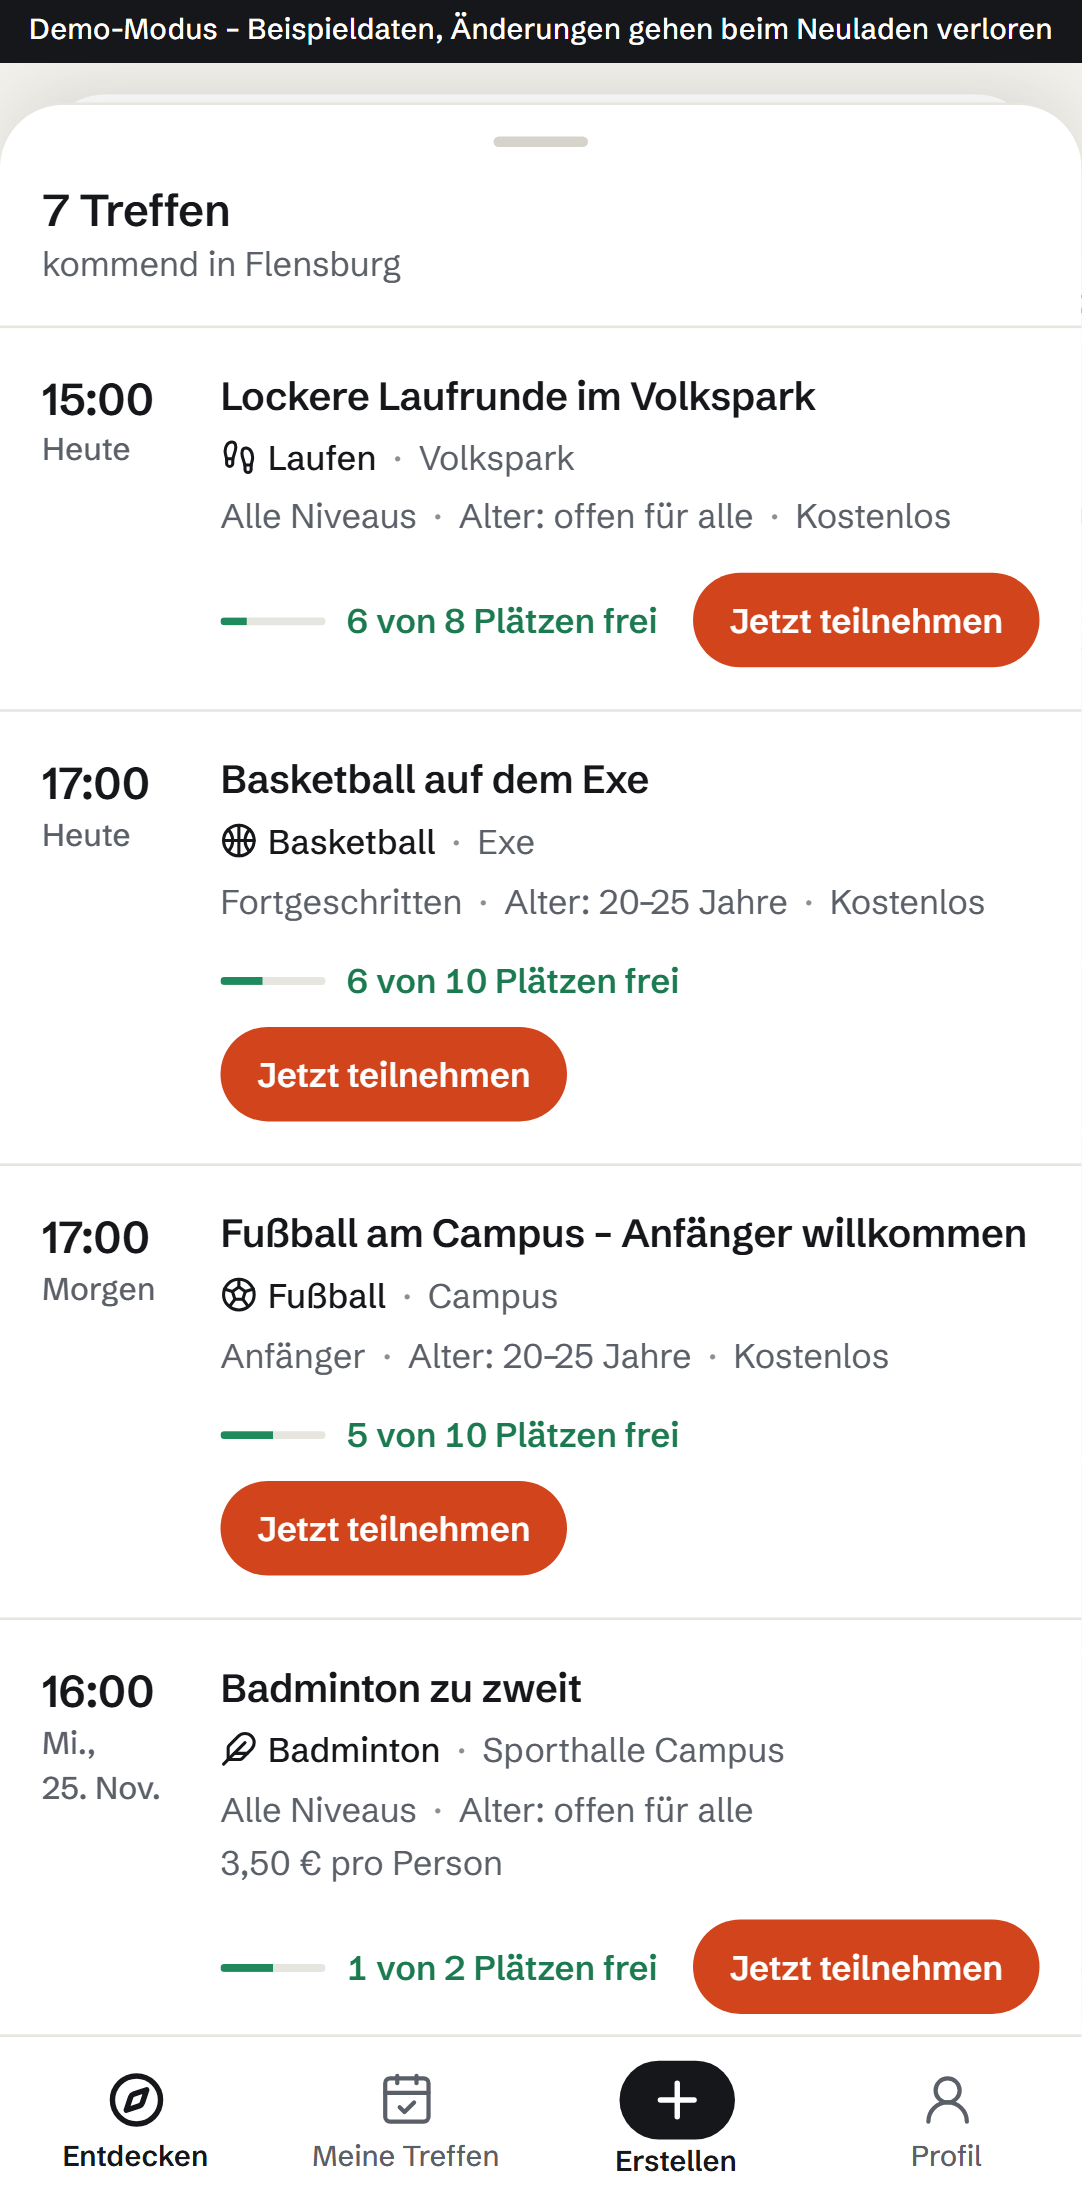 Demo-Modus – Beispieldaten, Änderungen gehen beim Neuladen verloren
7 Treffen
kommend in Flensburg
15:00
Heute
Lockere Laufrunde im Volkspark
Laufen · Volkspark
Alle Niveaus · Alter: offen für alle · Kostenlos
6 von 8 Plätzen frei
Jetzt teilnehmen
17:00
Heute
Basketball auf dem Exe
Basketball · Exe
Fortgeschritten · Alter: 20–25 Jahre · Kostenlos
6 von 10 Plätzen frei
Jetzt teilnehmen
17:00
Morgen
Fußball am Campus – Anfänger willkommen
Fußball · Campus
Anfänger · Alter: 20–25 Jahre · Kostenlos
5 von 10 Plätzen frei
Jetzt teilnehmen
16:00
Mi.,
25. Nov.
Badminton zu zweit
Badminton · Sporthalle Campus
Alle Niveaus · Alter: offen für alle
3,50 € pro Person
1 von 2 Plätzen frei
Jetzt teilnehmen
Entdecken
Meine Treffen
Erstellen
Profil